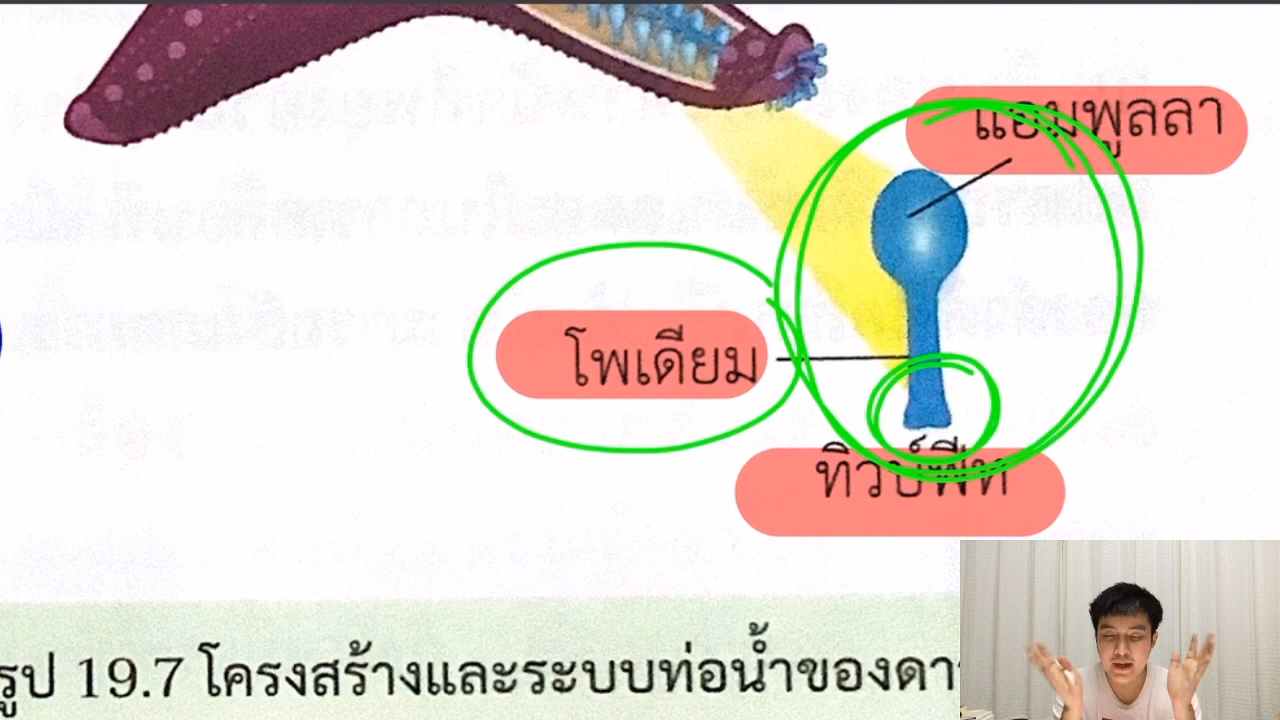 แอมพูลลา
โพเดียม
ทิวบ์ฟีท
รูป 19.7 โครงสร้างและระบบท่อน้ำของดา